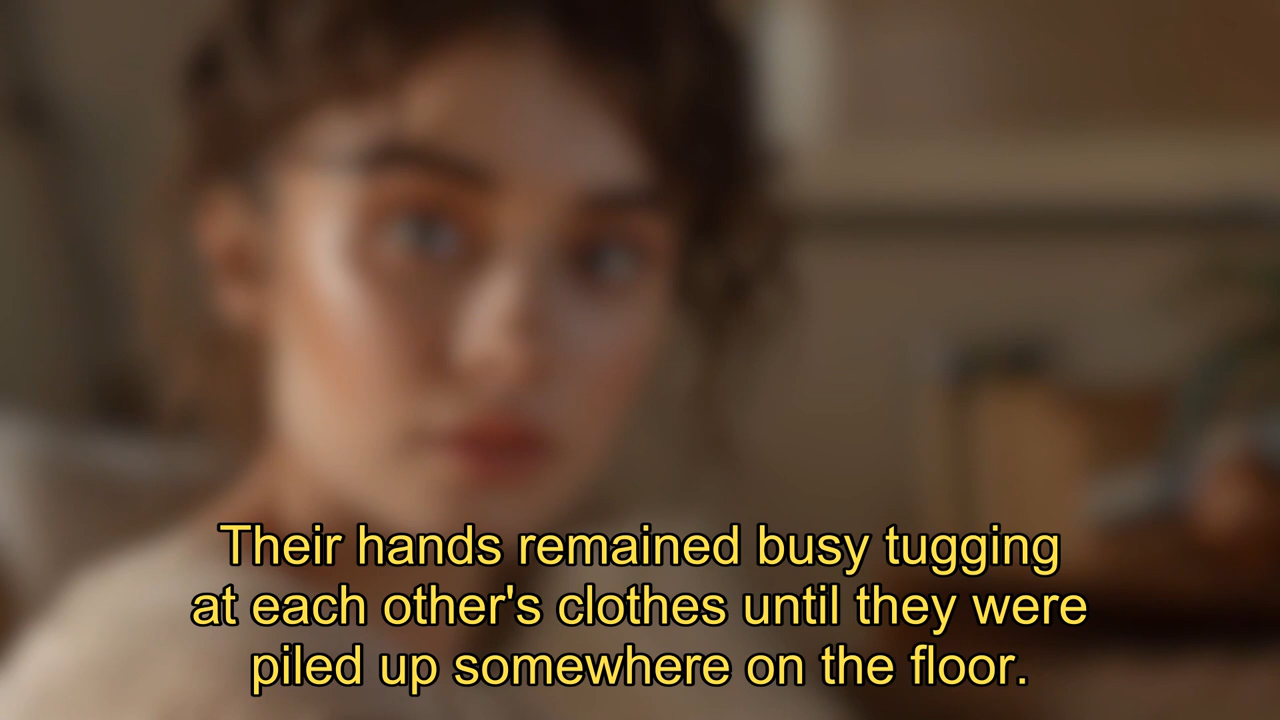 Their hands remained busy tugging
at each other's clothes until they were
piled up somewhere on the floor.